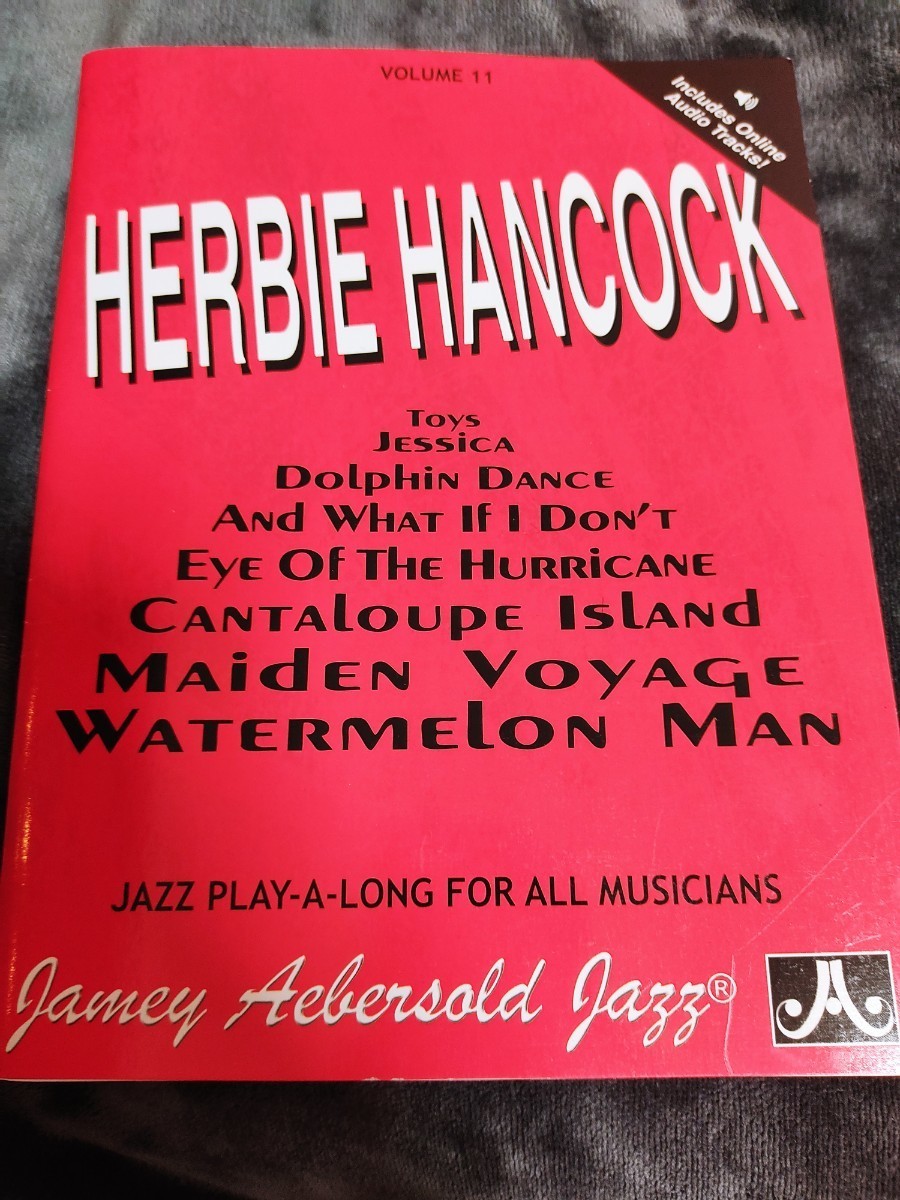 VOLUME 11
Includes Online
Audio Tracks!
HERBIE HANCOCK
Toys
Jessica
Dolphin Dance
And What If I Don't
Eye Of The Hurricane
Cantaloupe Island
Maiden Voyage
Watermelon Man
JAZZ PLAY-A-LONG FOR ALL MUSICIANS
Jamey Aebersold Jazz®
JA